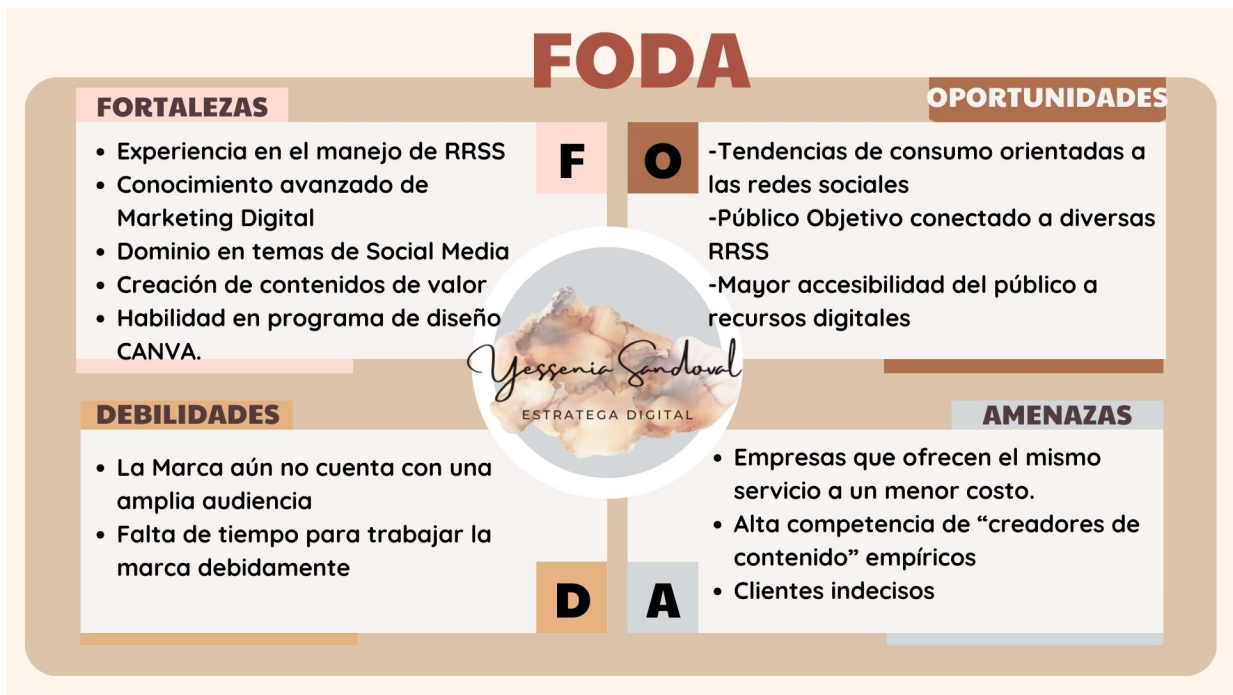 FODA
FORTALEZAS
• Experiencia en el manejo de RRSS
• Conocimiento avanzado de
Marketing Digital
• Dominio en temas de Social Media
• Creación de contenidos de valor
• Habilidad en programa de diseño
CANVA.
F
OPORTUNIDADES
O
-Tendencias de consumo orientadas a
las redes sociales
-Público Objetivo conectado a diversas
RRSS
-Mayor accesibilidad del público a
recursos digitales
Yessenia Sandoval
ESTRATEGA DIGITAL
DEBILIDADES
• La Marca aún no cuenta con una
amplia audiencia
• Falta de tiempo para trabajar la
marca debidamente
D
AMENAZAS
• Empresas que ofrecen el mismo
servicio a un menor costo.
• Alta competencia de “creadores de
contenido” empíricos
• Clientes indecisos
A